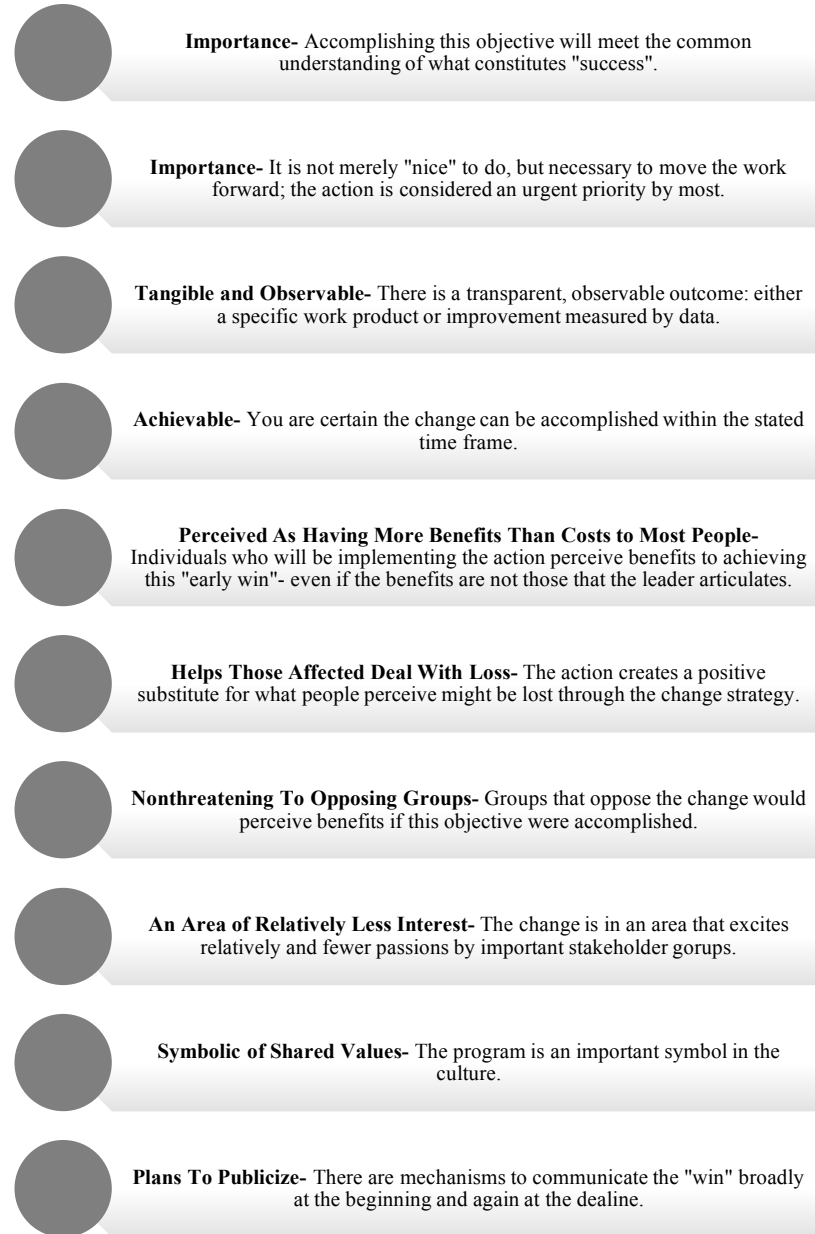 Importance- Accomplishing this objective will meet the common
understanding of what constitutes "success".
Importance- It is not merely "nice" to do, but necessary to move the work
forward; the action is considered an urgent priority by most.
Tangible and Observable- There is a transparent, observable outcome: either
a specific work product or improvement measured by data.
Achievable- You are certain the change can be accomplished within the stated
time frame.
Perceived As Having More Benefits Than Costs to Most People-
Individuals who will be implementing the action perceive benefits to achieving
this "early win"- even if the benefits are not those that the leader articulates.
Helps Those Affected Deal With Loss- The action creates a positive
substitute for what people perceive might be lost through the change strategy.
Nonthreatening To Opposing Groups- Groups that oppose the change would
perceive benefits if this objective were accomplished.
An Area of Relatively Less Interest- The change is in an area that excites
relatively and fewer passions by important stakeholder gorups.
Symbolic of Shared Values- The program is an important symbol in the
culture.
Plans To Publicize- There are mechanisms to communicate the "win" broadly
at the beginning and again at the dealine.